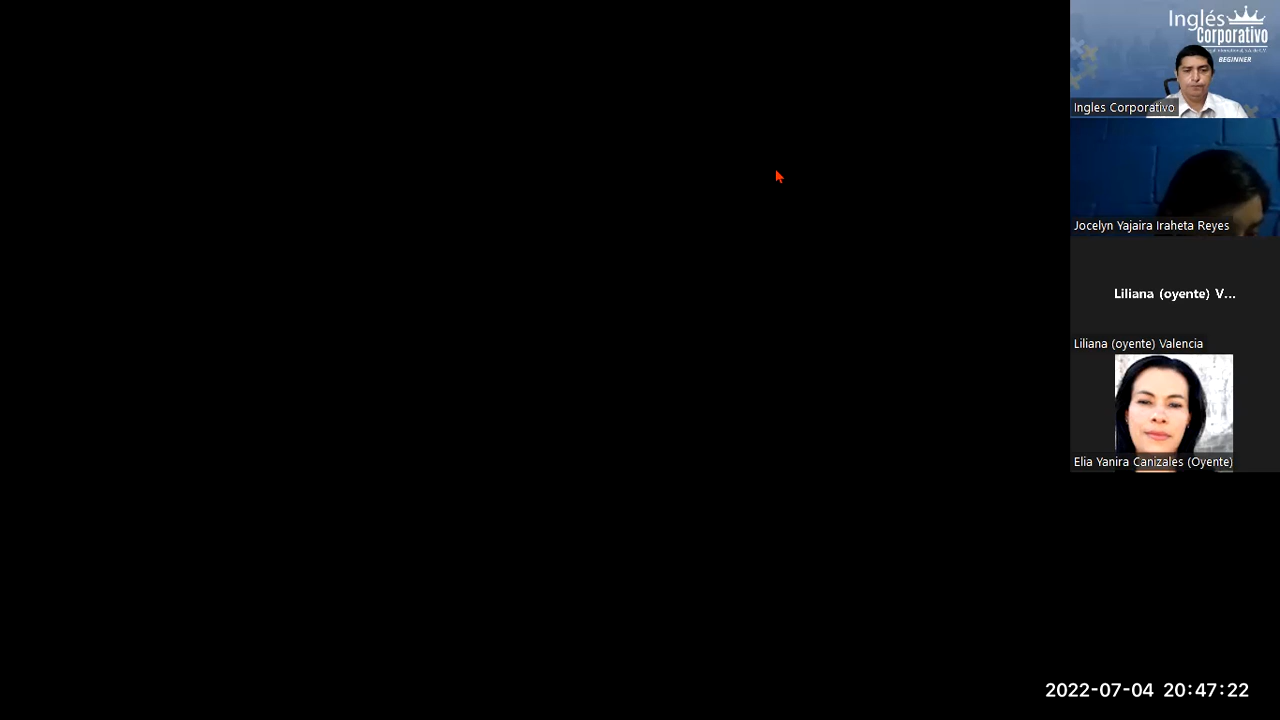 Inglés
Corporativo
BEGINNER
Ingles Corporativo
Jocelyn Yajaira Iraheta Reyes
Liliana (oyente) V...
Liliana (oyente) Valencia
Elia Yanira Canizales (Oyente)
2022-07-04 20:47:22